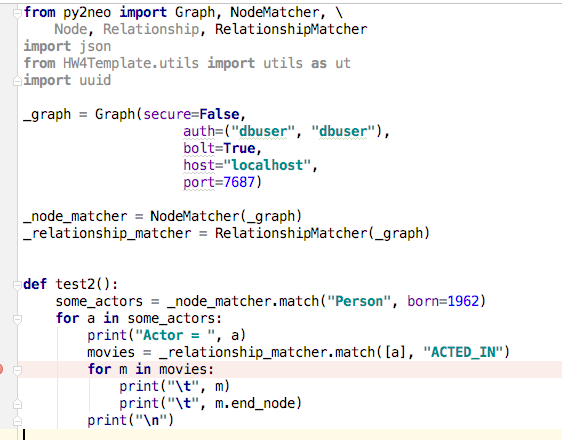 from py2neo import Graph, NodeMatcher, \
    Node, Relationship, RelationshipMatcher
import json
from HW4Template.utils import utils as ut
import uuid

_graph = Graph(secure=False,
                    auth=("dbuser", "dbuser"),
                    bolt=True,
                    host="localhost",
                    port=7687)

_node_matcher = NodeMatcher(_graph)
_relationship_matcher = RelationshipMatcher(_graph)


def test2():
    some_actors = _node_matcher.match("Person", born=1962)
    for a in some_actors:
        print("Actor = ", a)
        movies = _relationship_matcher.match([a], "ACTED_IN")
        for m in movies:
            print("\t", m)
            print("\t", m.end_node)
        print("\n")